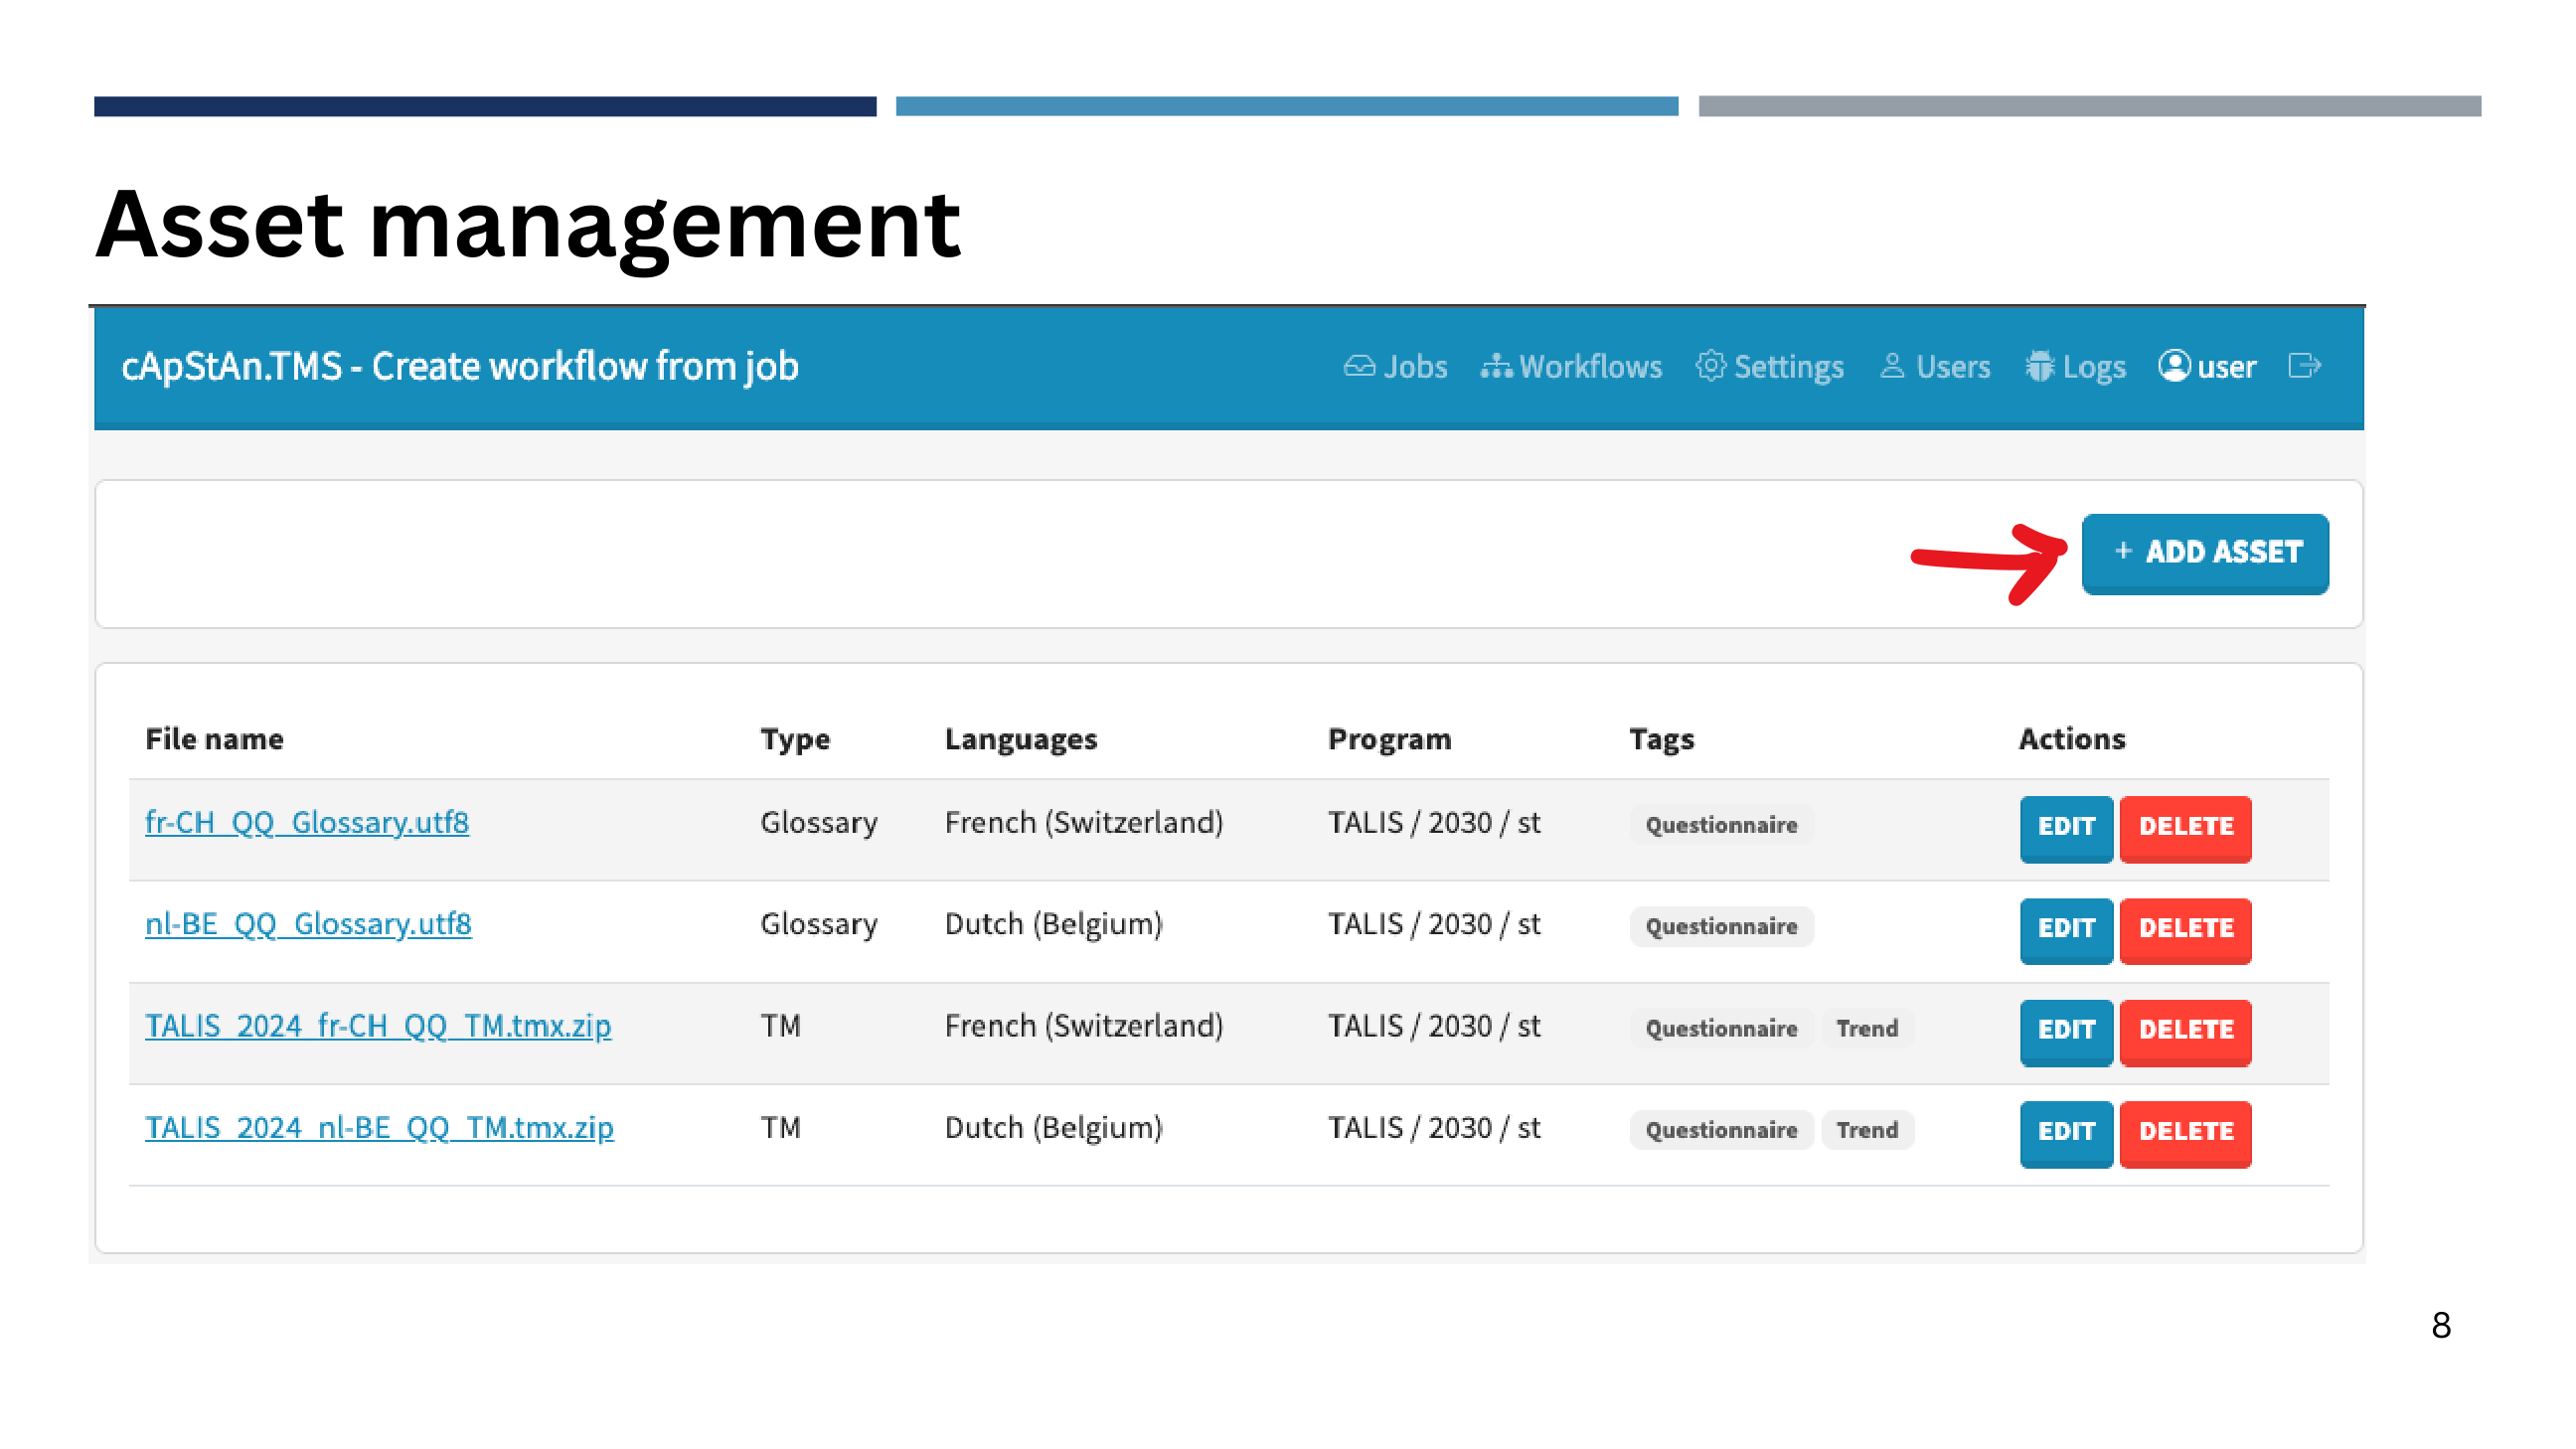 Asset management
cApStAn.TMS - Create workflow from job Jobs Workflows Settings Users Logs user
+ ADD ASSET
File name Type Languages Program Tags Actions
fr-CH_QQ_Glossary.utf8 Glossary French (Switzerland) TALIS / 2030 / st Questionnaire EDIT DELETE
nl-BE_QQ_Glossary.utf8 Glossary Dutch (Belgium) TALIS / 2030 / st Questionnaire EDIT DELETE
TALIS_2024_fr-CH_QQ_TM.tmx.zip TM French (Switzerland) TALIS / 2030 / st Questionnaire Trend EDIT DELETE
TALIS_2024_nl-BE_QQ_TM.tmx.zip TM Dutch (Belgium) TALIS / 2030 / st Questionnaire Trend EDIT DELETE
8